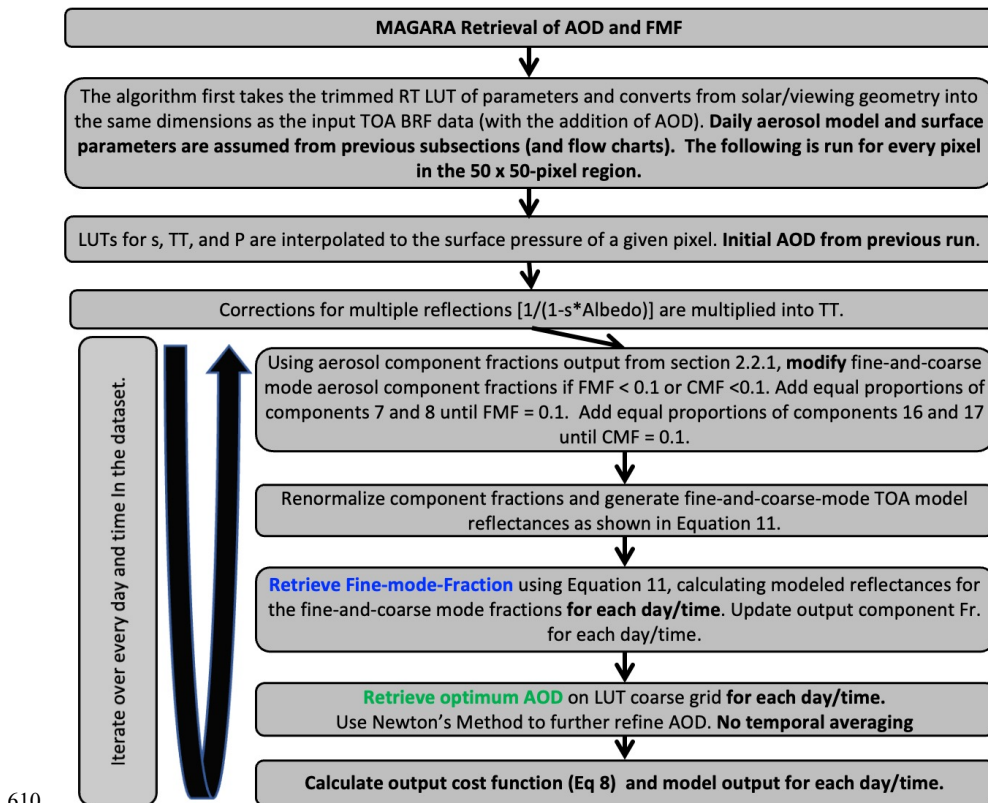 MAGARA Retrieval of AOD and FMF
The algorithm first takes the trimmed RT LUT of parameters and converts from solar/viewing geometry into
the same dimensions as the input TOA BRF data (with the addition of AOD). Daily aerosol model and surface
parameters are assumed from previous subsections (and flow charts). The following is run for every pixel
in the 50 x 50-pixel region.
LUTs for s, TT, and P are interpolated to the surface pressure of a given pixel. Initial AOD from previous run.
Corrections for multiple reflections [1/(1-s*Albedo)] are multiplied into TT.
Iterate over every day and time In the dataset.
Using aerosol component fractions output from section 2.2.1, modify fine-and-coarse
mode aerosol component fractions if FMF < 0.1 or CMF <0.1. Add equal proportions of
components 7 and 8 until FMF = 0.1. Add equal proportions of components 16 and 17
until CMF = 0.1.
Renormalize component fractions and generate fine-and-coarse-mode TOA model
reflectances as shown in Equation 11.
Retrieve Fine-mode-Fraction using Equation 11, calculating modeled reflectances for
the fine-and-coarse mode fractions for each day/time. Update output component Fr.
for each day/time.
Retrieve optimum AOD on LUT coarse grid for each day/time.
Use Newton's Method to further refine AOD. No temporal averaging
Calculate output cost function (Eq 8) and model output for each day/time.
610